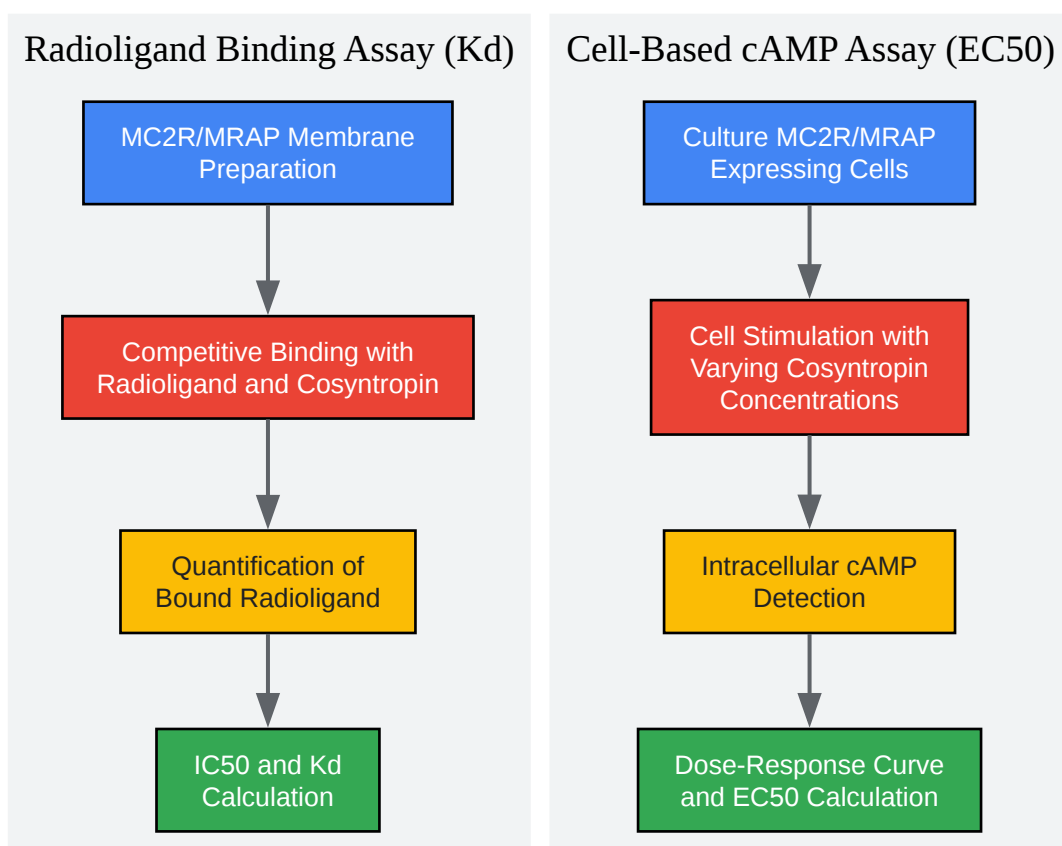 Radioligand Binding Assay (Kd)
MC2R/MRAP Membrane
Preparation
Competitive Binding with
Radioligand and Cosyntropin
Quantification of
Bound Radioligand
IC50 and Kd
Calculation
Cell-Based cAMP Assay (EC50)
Culture MC2R/MRAP
Expressing Cells
Cell Stimulation with
Varying Cosyntropin
Concentrations
Intracellular cAMP
Detection
Dose-Response Curve
and EC50 Calculation